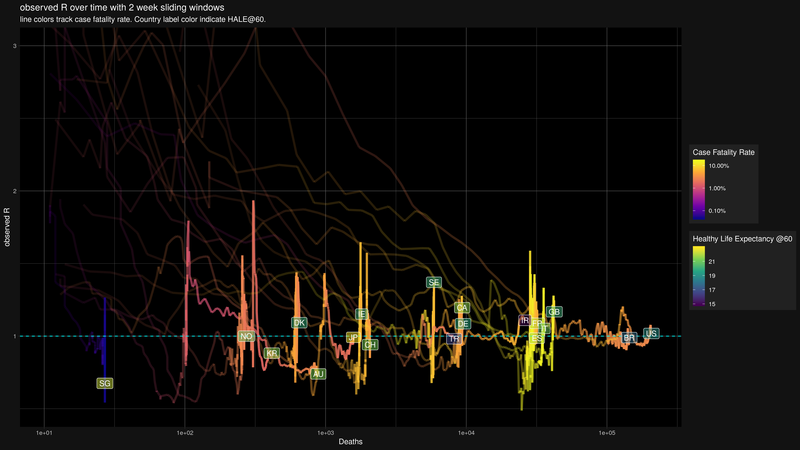 observed R over time with 2 week sliding windows
line colors track case fatality rate. Country label color indicate HALE@60.
3
2
1
observed R
SE
CA
IE
GB
DK
IR
DE
NO
JP
ES
TR
BR
US
CH
KR
AU
SG
1e+01
1e+02
1e+03
1e+04
1e+05
Deaths
Case Fatality Rate
10.00%
1.00%
0.10%
Healthy Life Expectancy @60
21
19
17
15